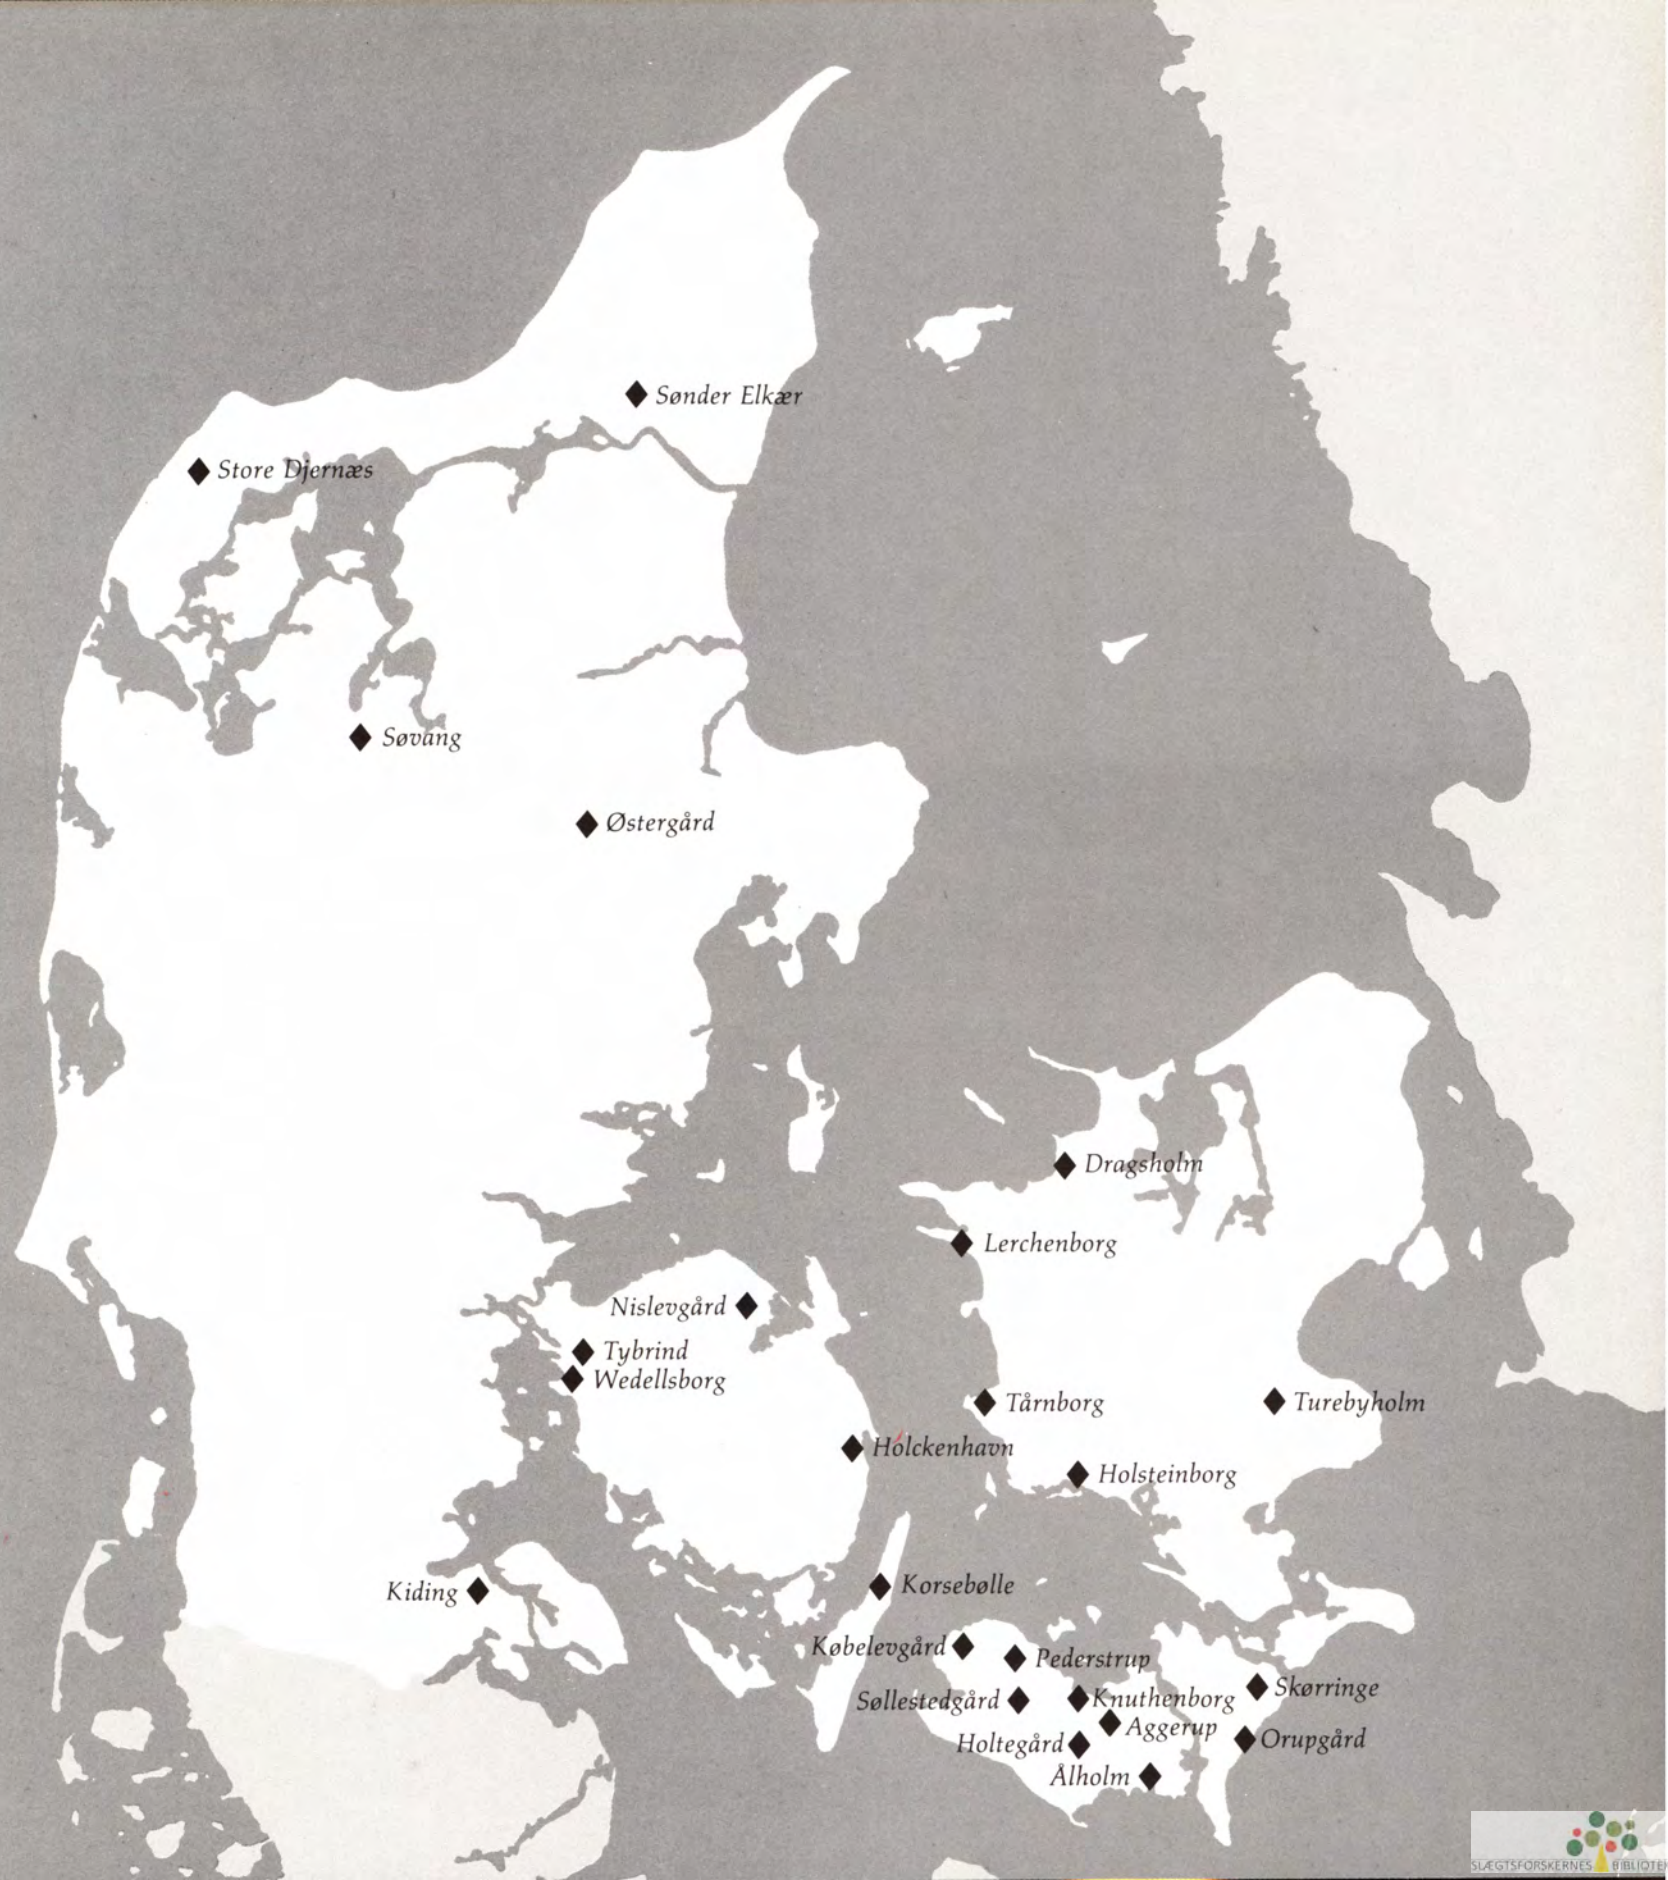 Sønder Elkær
Store Djernæs
Søvang
Østergård
Dragsholm
Lerchenborg
Nislevgård
Tybrind
Wedellsborg
Tårnborg
Turebyholm
Holckenhavn
Holsteinborg
Kiding
Korsebølle
Købelevgård
Pederstrup
Skørringe
Søllestedgård
Knuthenborg
Aggerup
Orupgård
Holtegård
Ålholm
SLÆGTSFORSKERNES BIBLIOTEK